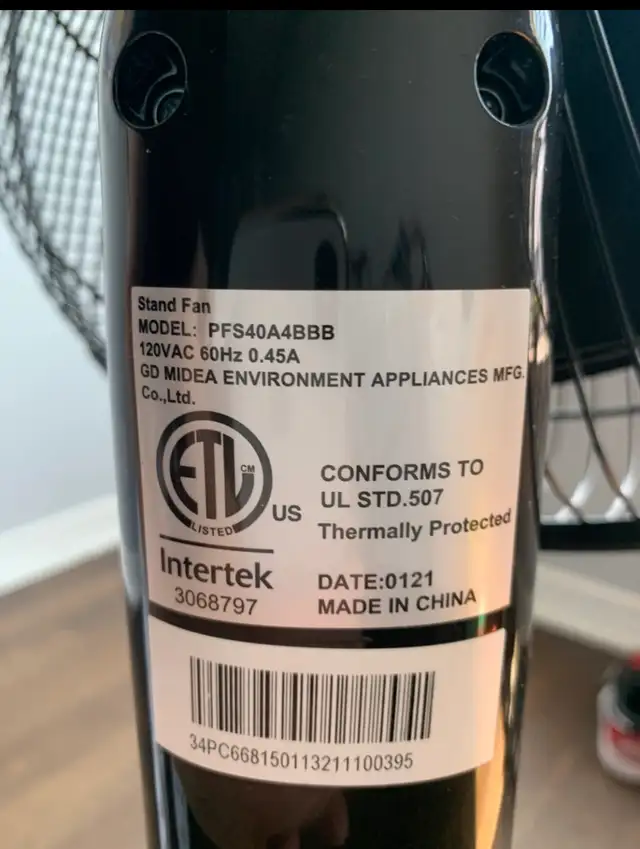 Stand Fan
MODEL: PFS40A4BBB
120VAC 60Hz 0.45A
GD MIDEA ENVIRONMENT APPLIANCES MFG.
Co.,Ltd.
ETL CM
LISTED
US
Intertek
3068797
CONFORMS TO
UL STD.507
Thermally Protected
DATE:0121
MADE IN CHINA
34PC668150113211100395